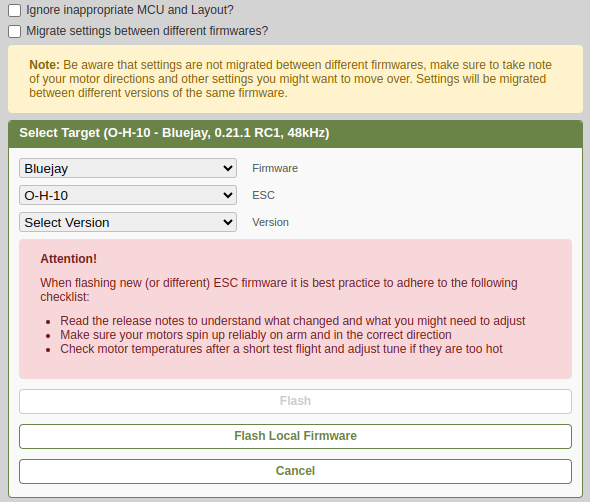 Ignore inappropriate MCU and Layout?
Migrate settings between different firmwares?
Note: Be aware that settings are not migrated between different firmwares, make sure to take note
of your motor directions and other settings you might want to move over. Settings will be migrated
between different versions of the same firmware.
Select Target (O-H-10 - Bluejay, 0.21.1 RC1, 48kHz)
Bluejay Firmware
O-H-10 ESC
Select Version Version
Attention!
When flashing new (or different) ESC firmware it is best practice to adhere to the following
checklist:
• Read the release notes to understand what changed and what you might need to adjust
• Make sure your motors spin up reliably on arm and in the correct direction
• Check motor temperatures after a short test flight and adjust tune if they are too hot
Flash
Flash Local Firmware
Cancel